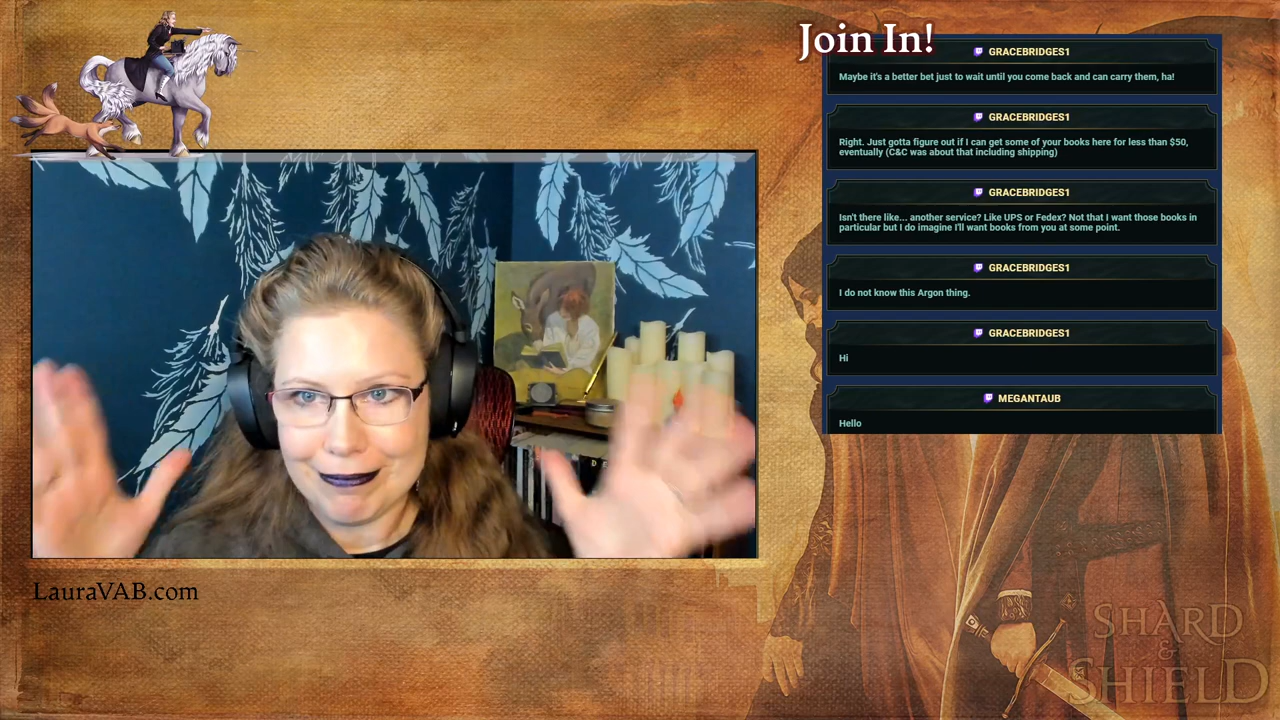 Join In!
GRACEBRIDGES1
Maybe it's a better bet just to wait until you come back and can carry them, ha!
GRACEBRIDGES1
Right. Just gotta figure out if I can get some of your books here for less than $50,
eventually (C&C was about that including shipping)
GRACEBRIDGES1
Isn't there like... another service? Like UPS or Fedex? Not that I want those books in
particular but I do imagine I'll want books from you at some point.
GRACEBRIDGES1
I do not know this Argon thing.
GRACEBRIDGES1
Hi
MEGANTAUB
Hello
LauraVAB.com
SHARD
&
SHIELD